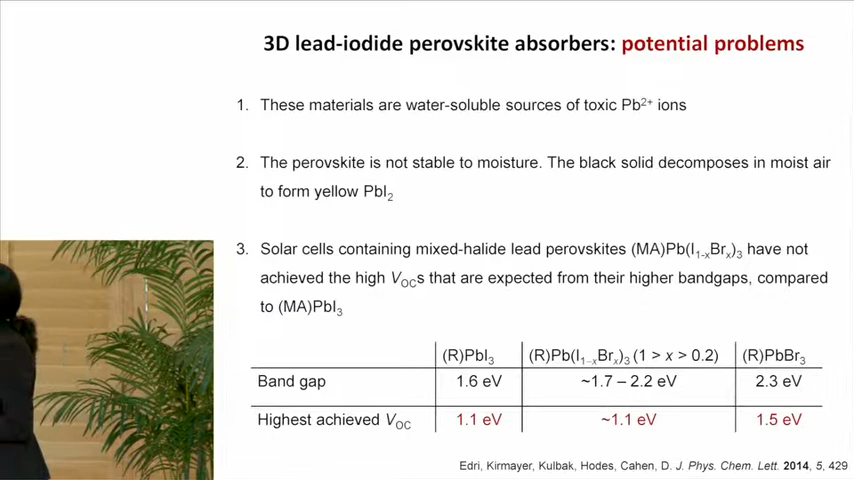 3D lead-iodide perovskite absorbers: potential problems
1. These materials are water-soluble sources of toxic Pb²⁺ ions
2. The perovskite is not stable to moisture. The black solid decomposes in moist air
to form yellow PbI₂
3. Solar cells containing mixed-halide lead perovskites (MA)Pb(I₁₋ₓBrₓ)₃ have not
achieved the high V_OCs that are expected from their higher bandgaps, compared
to (MA)PbI₃
(R)PbI₃ (R)Pb(I₁₋ₓBrₓ)₃ (1 > x > 0.2) (R)PbBr₃
Band gap 1.6 eV ~1.7 – 2.2 eV 2.3 eV
Highest achieved V_OC 1.1 eV ~1.1 eV 1.5 eV
Edri, Kirmayer, Kulbak, Hodes, Cahen, D. J. Phys. Chem. Lett. 2014, 5, 429